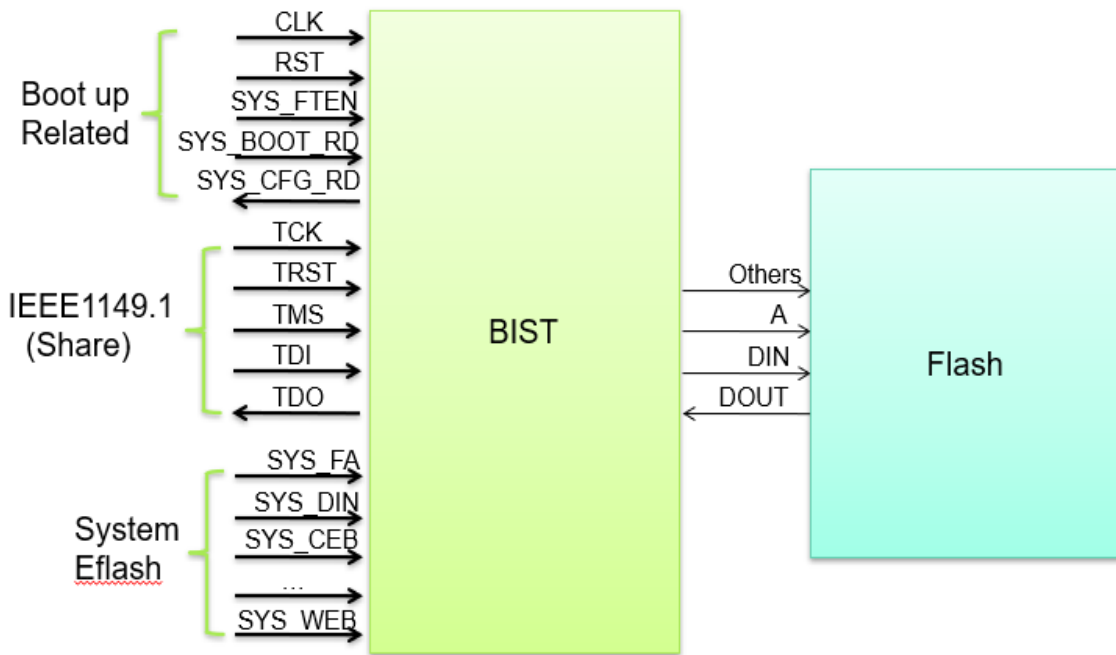 Boot up
Related
CLK
RST
SYS_FTEN
SYS_BOOT_RD
SYS_CFG_RD
IEEE1149.1
(Share)
TCK
TRST
TMS
TDI
TDO
System
Eflash
SYS_FA
SYS_DIN
SYS_CEB
...
SYS_WEB
BIST
Others
A
DIN
DOUT
Flash